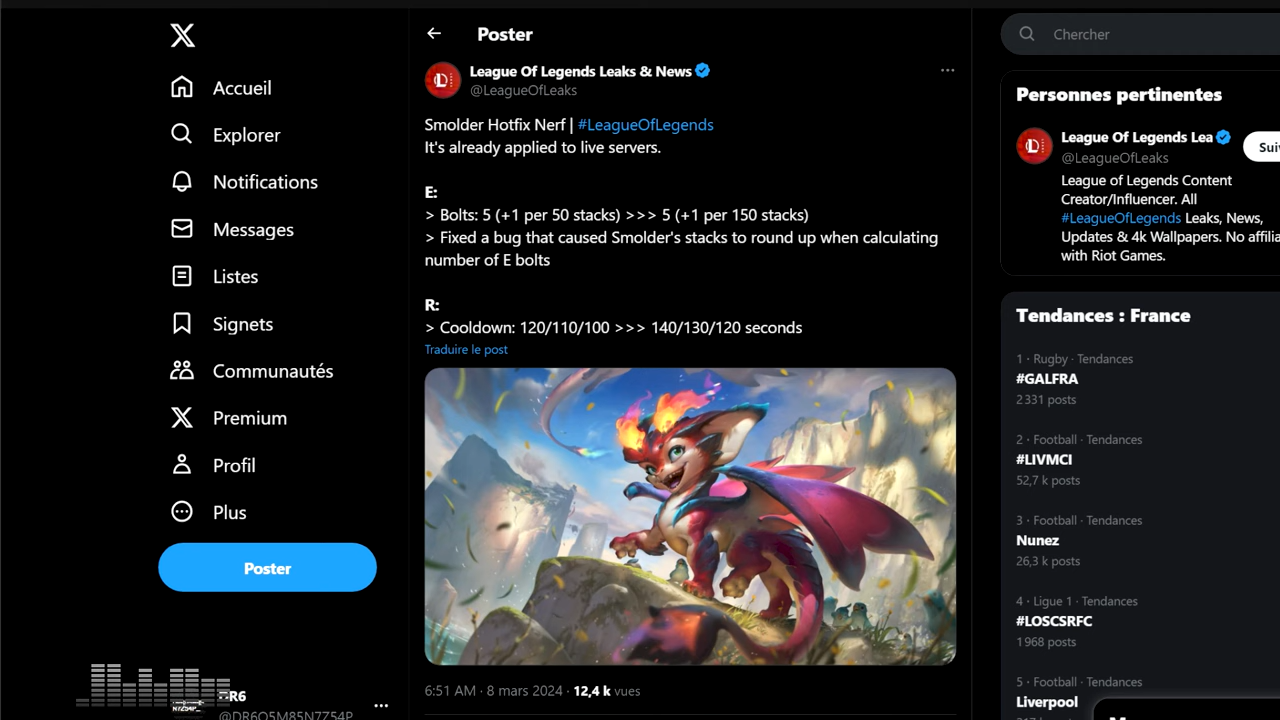 Accueil
Explorer
Notifications
Messages
Listes
Signets
Communautés
Premium
Profil
Plus
Poster
R6
@DR6O5M85N7Z54P
Poster
League Of Legends Leaks & News
@LeagueOfLeaks
Smolder Hotfix Nerf | #LeagueOfLegends
It's already applied to live servers.
E:
> Bolts: 5 (+1 per 50 stacks) >>> 5 (+1 per 150 stacks)
> Fixed a bug that caused Smolder's stacks to round up when calculating
number of E bolts
R:
> Cooldown: 120/110/100 >>> 140/130/120 seconds
Traduire le post
6:51 AM · 8 mars 2024 · 12,4 k vues
Chercher
Personnes pertinentes
League Of Legends Lea
@LeagueOfLeaks
Sui
League of Legends Content
Creator/Influencer. All
#LeagueOfLegends Leaks, News,
Updates & 4k Wallpapers. No affilia
with Riot Games.
Tendances : France
1 · Rugby · Tendances
#GALFRA
2 331 posts
2 · Football · Tendances
#LIVMCI
52,7 k posts
3 · Football · Tendances
Nunez
26,3 k posts
4 · Ligue 1 · Tendances
#LOSCSRFC
1 968 posts
5 · Football · Tendances
Liverpool